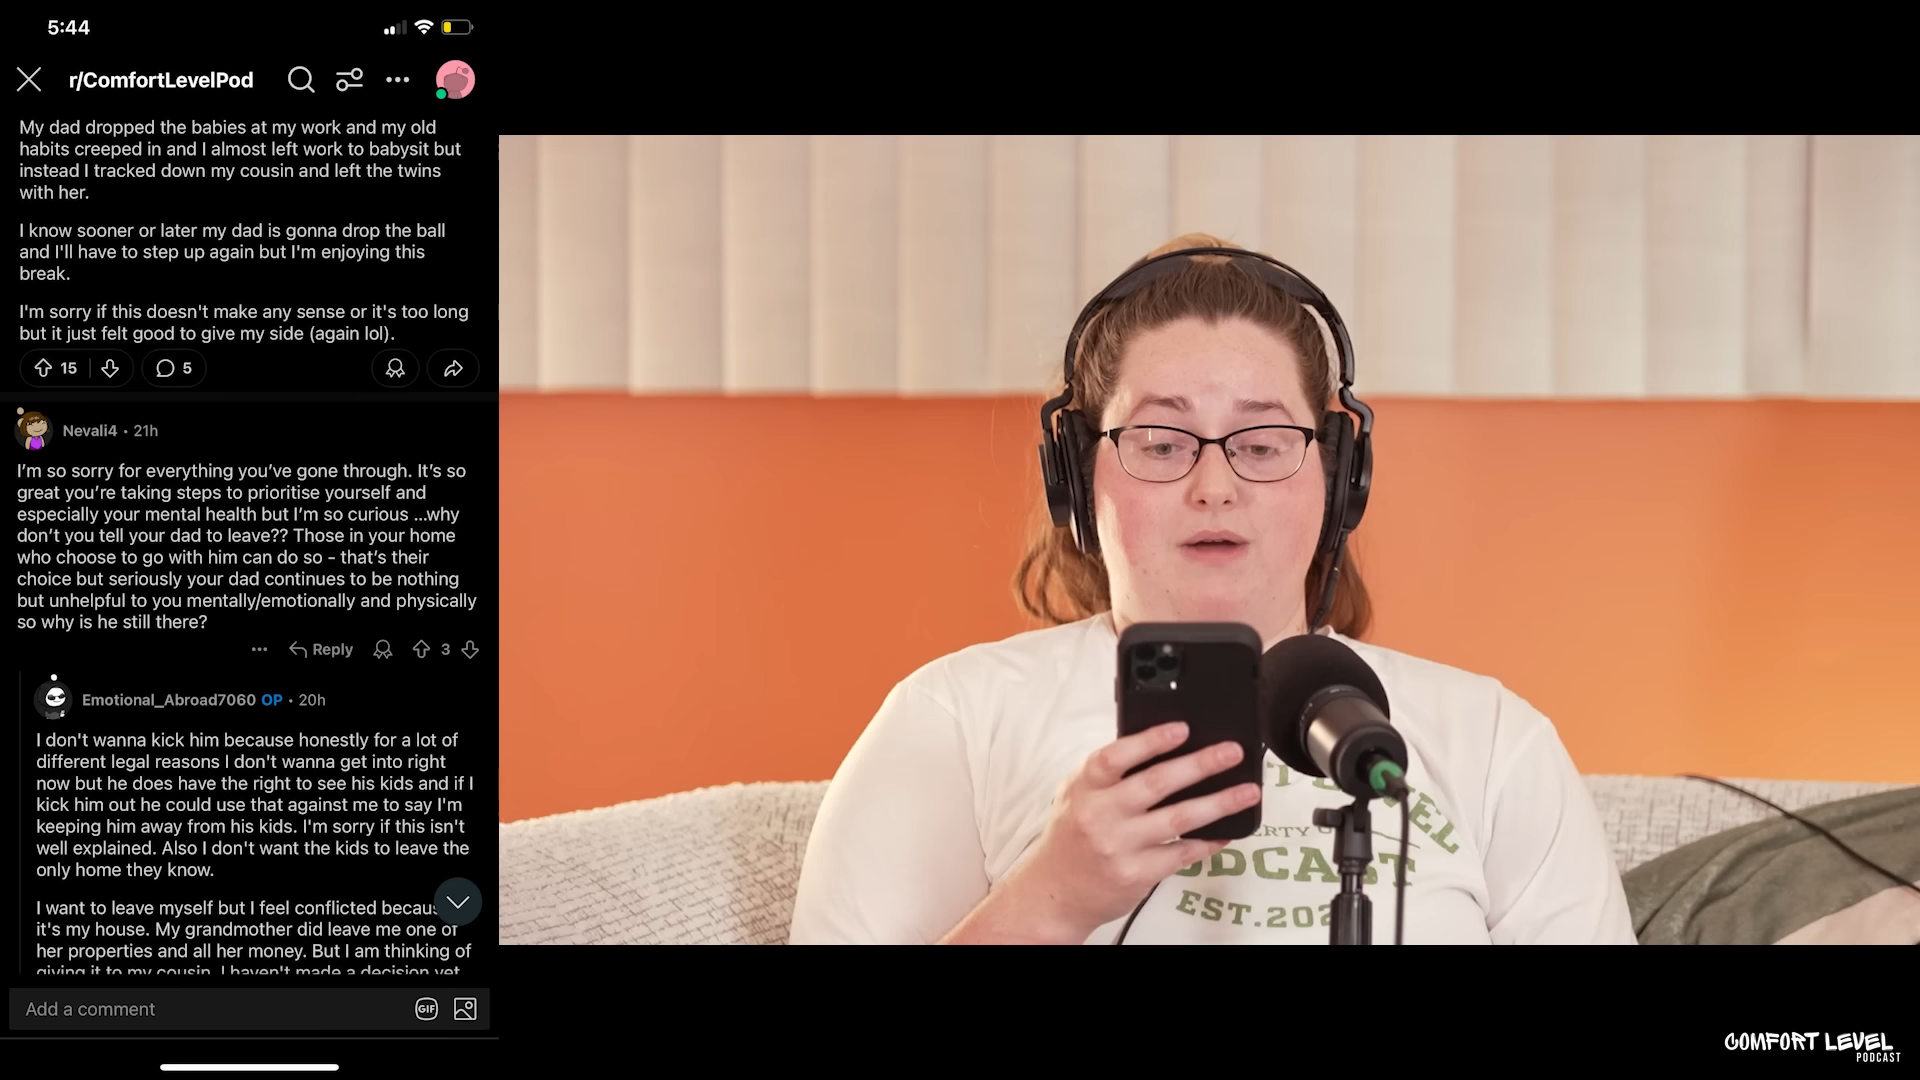 5:44
r/ComfortLevelPod
My dad dropped the babies at my work and my old
habits creeped in and I almost left work to babysit but
instead I tracked down my cousin and left the twins
with her.
I know sooner or later my dad is gonna drop the ball
and I'll have to step up again but I'm enjoying this
break.
I'm sorry if this doesn't make any sense or it's too long
but it just felt good to give my side (again lol).
15 5
Nevali4 • 21h
I'm so sorry for everything you've gone through. It's so
great you're taking steps to prioritise yourself and
especially your mental health but I'm so curious ...why
don't you tell your dad to leave?? Those in your home
who choose to go with him can do so - that's their
choice but seriously your dad continues to be nothing
but unhelpful to you mentally/emotionally and physically
so why is he still there?
Reply 3
Emotional_Abroad7060 OP • 20h
I don't wanna kick him because honestly for a lot of
different legal reasons I don't wanna get into right
now but he does have the right to see his kids and if I
kick him out he could use that against me to say I'm
keeping him away from his kids. I'm sorry if this isn't
well explained. Also I don't want the kids to leave the
only home they know.
I want to leave myself but I feel conflicted becau
it's my house. My grandmother did leave me one of
her properties and all her money. But I am thinking of
giving it to my cousin. I haven't made a decision yet
Add a comment
GIF
PODCAST
EST.202
COMFORT LEVEL
PODCAST